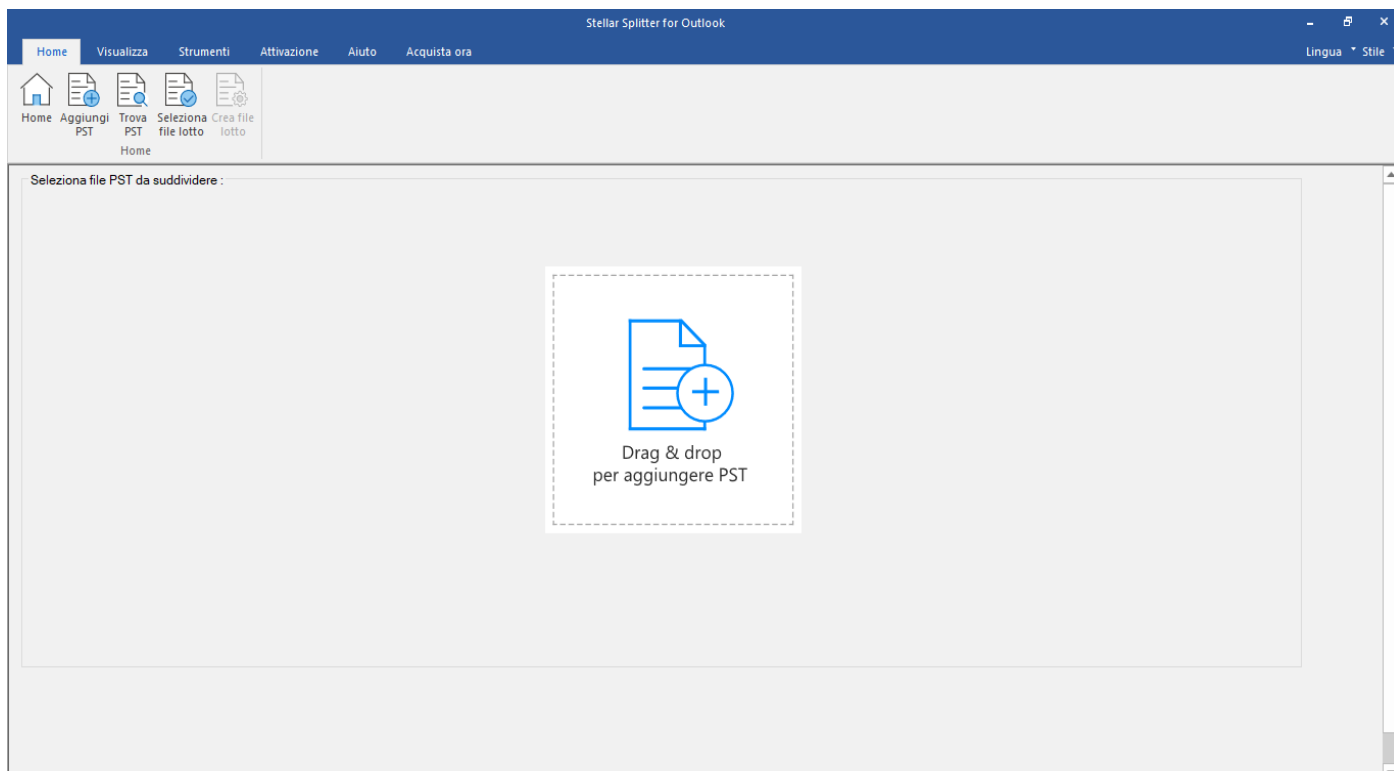 Stellar Splitter for Outlook
Home Visualizza Strumenti Attivazione Aiuto Acquista ora Lingua Stile
Home Aggiungi PST Trova PST Seleziona file lotto Crea file lotto
Home
Seleziona file PST da suddividere :
Drag & drop
per aggiungere PST